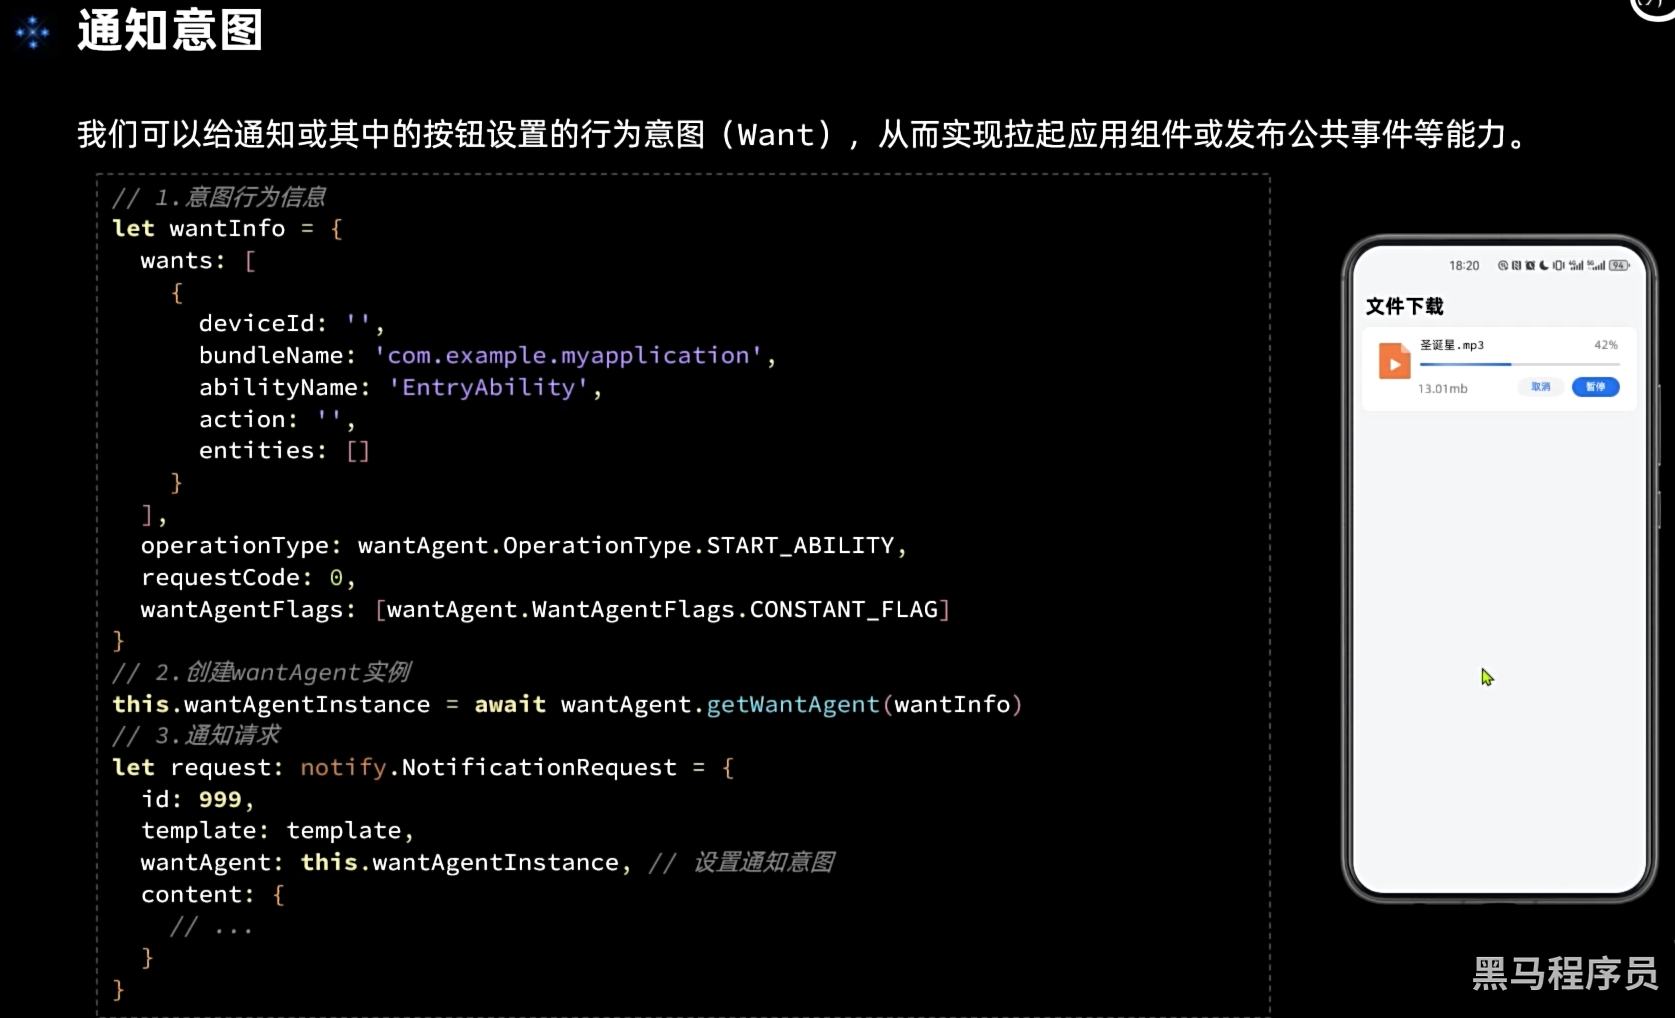 通知意图
我们可以给通知或其中的按钮设置的行为意图（Want），从而实现拉起应用组件或发布公共事件等能力。
// 1.意图行为信息
let wantInfo = {
  wants: [
    {
      deviceId: '',
      bundleName: 'com.example.myapplication',
      abilityName: 'EntryAbility',
      action: '',
      entities: []
    }
  ],
  operationType: wantAgent.OperationType.START_ABILITY,
  requestCode: 0,
  wantAgentFlags: [wantAgent.WantAgentFlags.CONSTANT_FLAG]
}
// 2.创建wantAgent实例
this.wantAgentInstance = await wantAgent.getWantAgent(wantInfo)
// 3.通知请求
let request: notify.NotificationRequest = {
  id: 999,
  template: template,
  wantAgent: this.wantAgentInstance, // 设置通知意图
  content: {
    // ...
  }
}
18:20 94
文件下载
圣诞星.mp3 42%
13.01mb 取消 暂停
黑马程序员